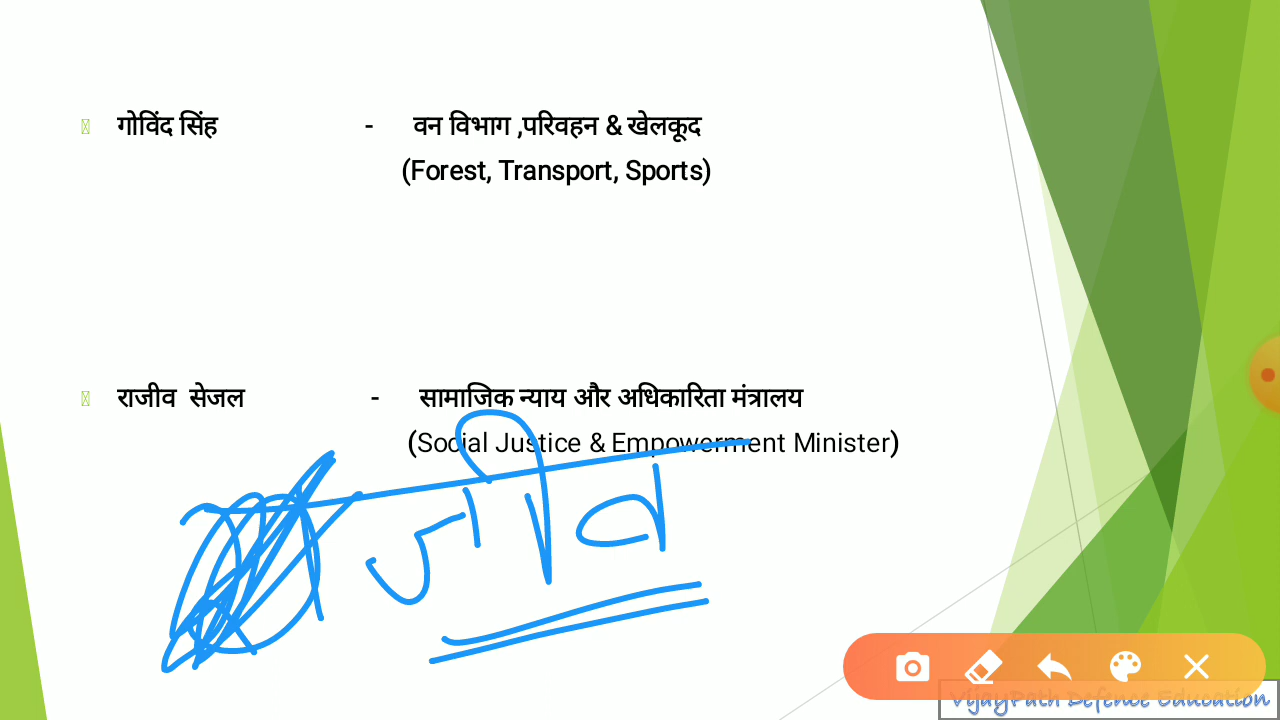 गोविंद सिंह - वन विभाग ,परिवहन & खेलकूद
(Forest, Transport, Sports)
राजीव सेजल - सामाजिक न्याय और अधिकारिता मंत्रालय
(Social Justice & Empowerment Minister)
जीव
VijayPath Defence Education